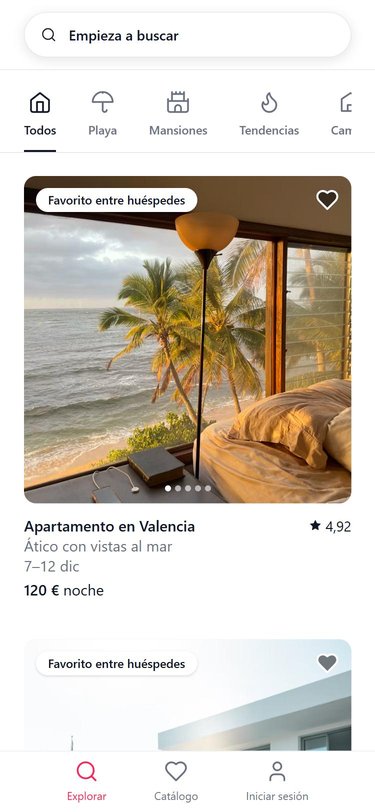 Empieza a buscar
Todos
Playa
Mansiones
Tendencias
Favorito entre huéspedes
Apartamento en Valencia
4,92
Ático con vistas al mar
7–12 dic
120 € noche
Favorito entre huéspedes
Explorar
Catálogo
Iniciar sesión